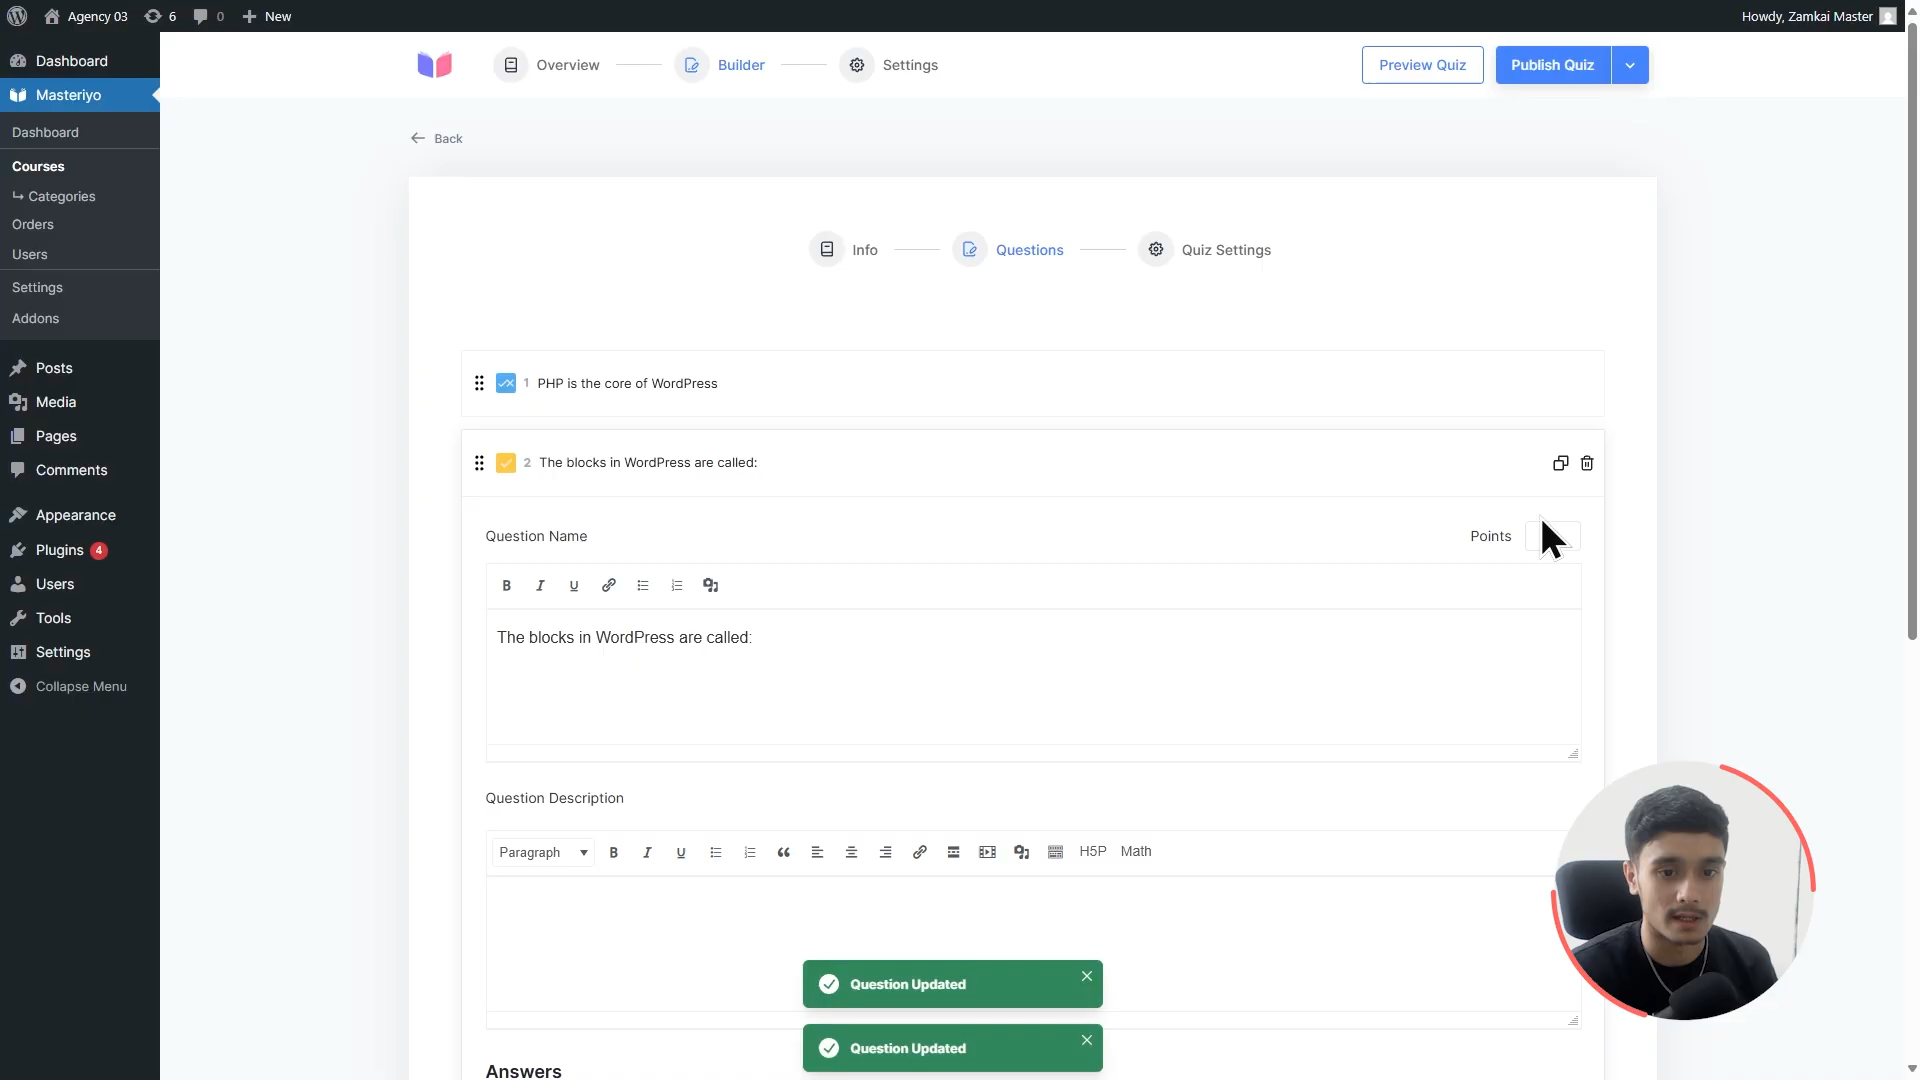 Agency 03
6
0
New
Howdy, Zamkai Master
Dashboard
Masteriyo
Dashboard
Courses
Categories
Orders
Users
Settings
Addons
Posts
Media
Pages
Comments
Appearance
Plugins 4
Users
Tools
Settings
Collapse Menu
Overview
Builder
Settings
Preview Quiz
Publish Quiz
Back
Info
Questions
Quiz Settings
1 PHP is the core of WordPress
2 The blocks in WordPress are called:
Question Name
Points
B I U
The blocks in WordPress are called:
Question Description
Paragraph
B I U
H5P
Math
Question Updated
Question Updated
Answers